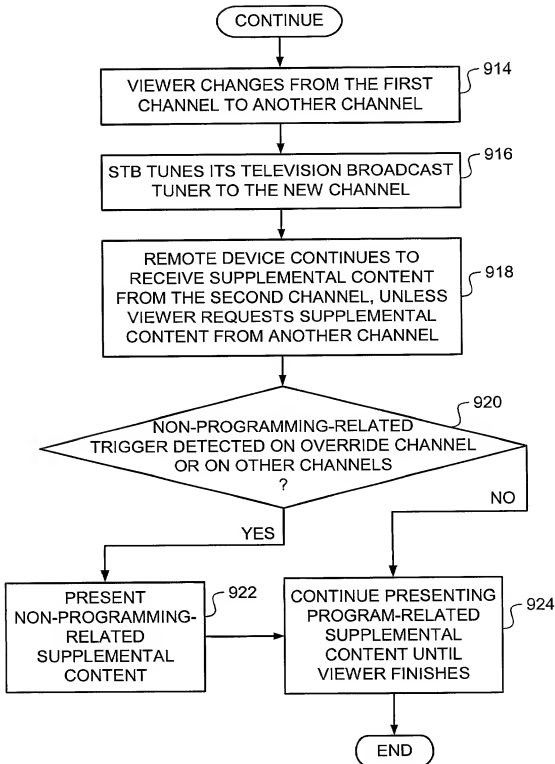 CONTINUE
914
VIEWER CHANGES FROM THE FIRST
CHANNEL TO ANOTHER CHANNEL
916
STB TUNES ITS TELEVISION BROADCAST
TUNER TO THE NEW CHANNEL
918
REMOTE DEVICE CONTINUES TO
RECEIVE SUPPLEMENTAL CONTENT
FROM THE SECOND CHANNEL, UNLESS
VIEWER REQUESTS SUPPLEMENTAL
CONTENT FROM ANOTHER CHANNEL
920
NON-PROGRAMMING-RELATED
TRIGGER DETECTED ON OVERRIDE CHANNEL
OR ON OTHER CHANNELS
?
YES
NO
922
PRESENT
NON-PROGRAMMING-
RELATED
SUPPLEMENTAL
CONTENT
924
CONTINUE PRESENTING
PROGRAM-RELATED
SUPPLEMENTAL
CONTENT UNTIL
VIEWER FINISHES
END